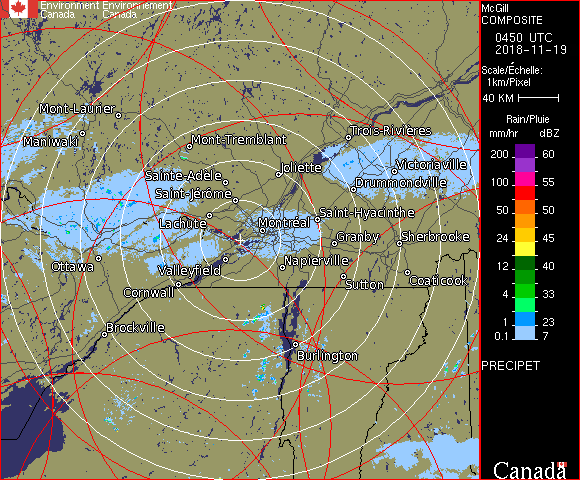 Environment Environnement
Canada Canada
McGill
COMPOSITE
0450 UTC
2018-11-19
Scale/Échelle:
1km/Pixel
40 KM
Rain/Pluie
mm/hr dBZ
200 60
100 55
50 50
24 45
12 40
4 33
1 23
0.1 7
PRECIPET
Canada
Mont-Laurier
Maniwaki
Mont-Tremblant
Trois-Rivières
Sainte-Adèle
Joliette
Victoriaville
Saint-Jérôme
Drummondville
Lachute
Montréal
Saint-Hyacinthe
Granby
Sherbrooke
Ottawa
Valleyfield
Napierville
Cornwall
Sutton
Coaticook
Brockville
Burlington